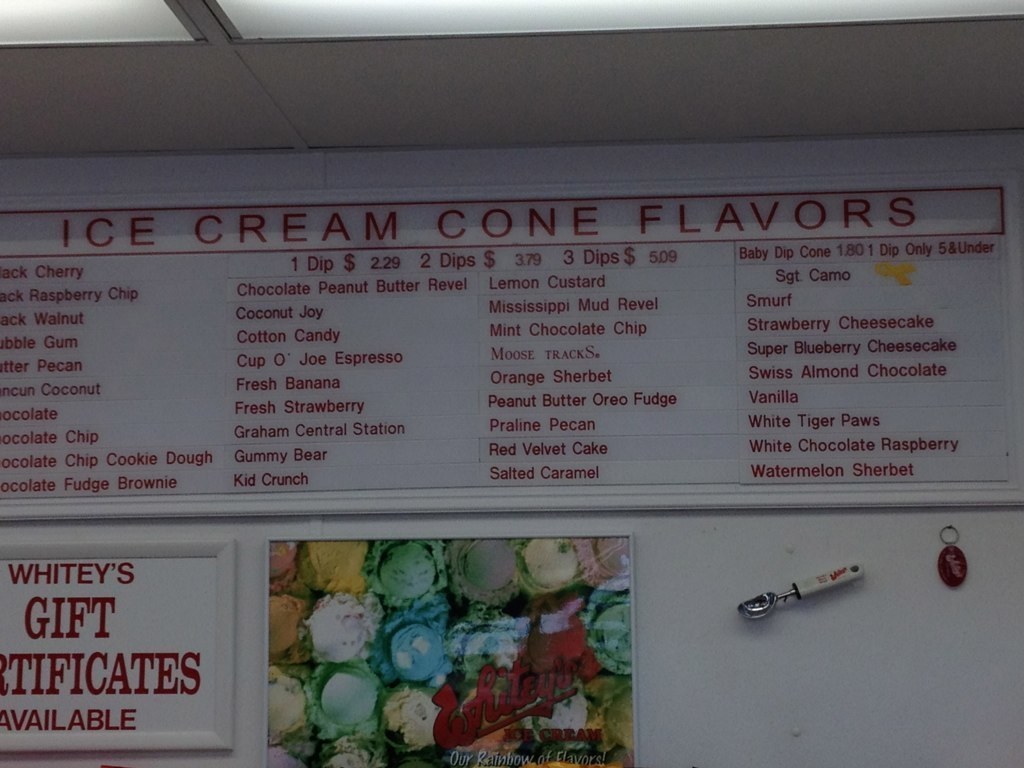 ICE CREAM CONE FLAVORS
1 Dip $ 2.29 2 Dips $ 3.79 3 Dips $ 5.09
Baby Dip Cone 1.80 1 Dip Only 5 & Under
lack Cherry
ack Raspberry Chip
ack Walnut
ubble Gum
utter Pecan
ancun Coconut
hocolate
hocolate Chip
hocolate Chip Cookie Dough
ocolate Fudge Brownie
Chocolate Peanut Butter Revel
Coconut Joy
Cotton Candy
Cup O' Joe Espresso
Fresh Banana
Fresh Strawberry
Graham Central Station
Gummy Bear
Kid Crunch
Lemon Custard
Mississippi Mud Revel
Mint Chocolate Chip
MOOSE TRACKS®
Orange Sherbet
Peanut Butter Oreo Fudge
Praline Pecan
Red Velvet Cake
Salted Caramel
Sgt. Camo
Smurf
Strawberry Cheesecake
Super Blueberry Cheesecake
Swiss Almond Chocolate
Vanilla
White Tiger Paws
White Chocolate Raspberry
Watermelon Sherbet
WHITEY'S
GIFT
RTIFICATES
AVAILABLE
Whitey's
ICE CREAM
Our Rainbow of Flavors!